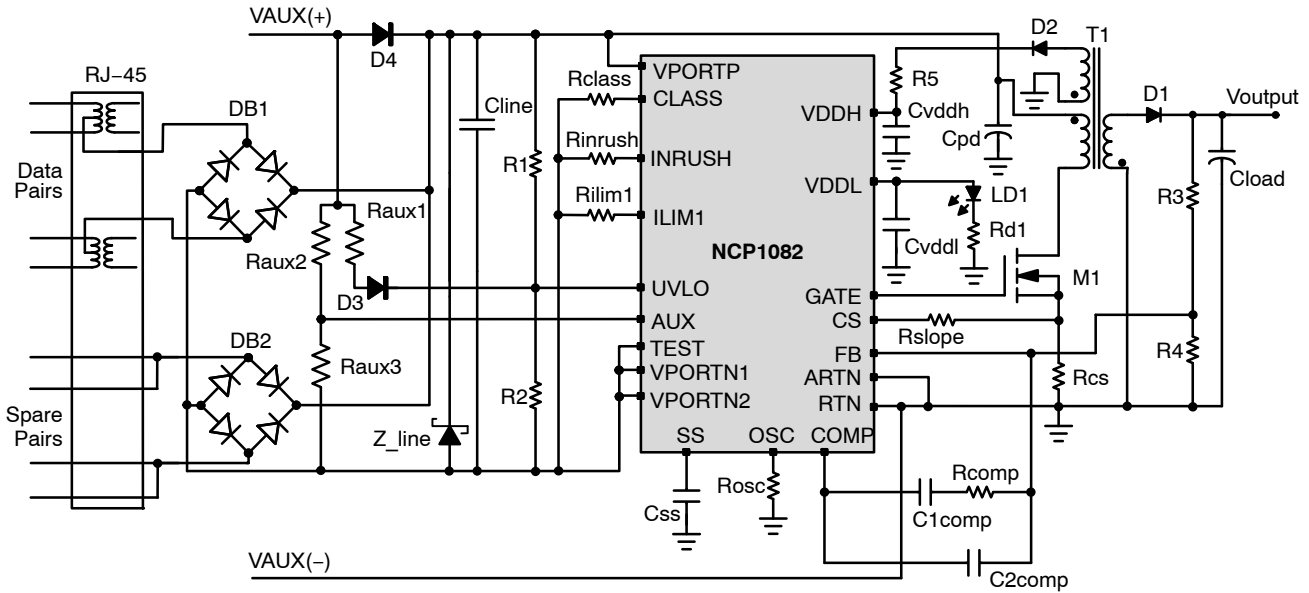 VAUX(+)
D4
RJ−45
DB1
Data
Pairs
Cline
R1
Raux1
Raux2
D3
DB2
Raux3
R2
Z_line
Spare
Pairs
VAUX(−)
Rclass
Rinrush
Rilim1
VPORTP
CLASS
INRUSH
ILIM1
NCP1082
UVLO
AUX
TEST
VPORTN1
VPORTN2
SS
OSC
COMP
VDDH
VDDL
GATE
CS
FB
ARTN
RTN
Css
Rosc
D2
T1
R5
Cvddh
Cpd
D1
Voutput
Cload
R3
LD1
Rd1
Cvddl
M1
Rslope
R4
Rcs
Rcomp
C1comp
C2comp